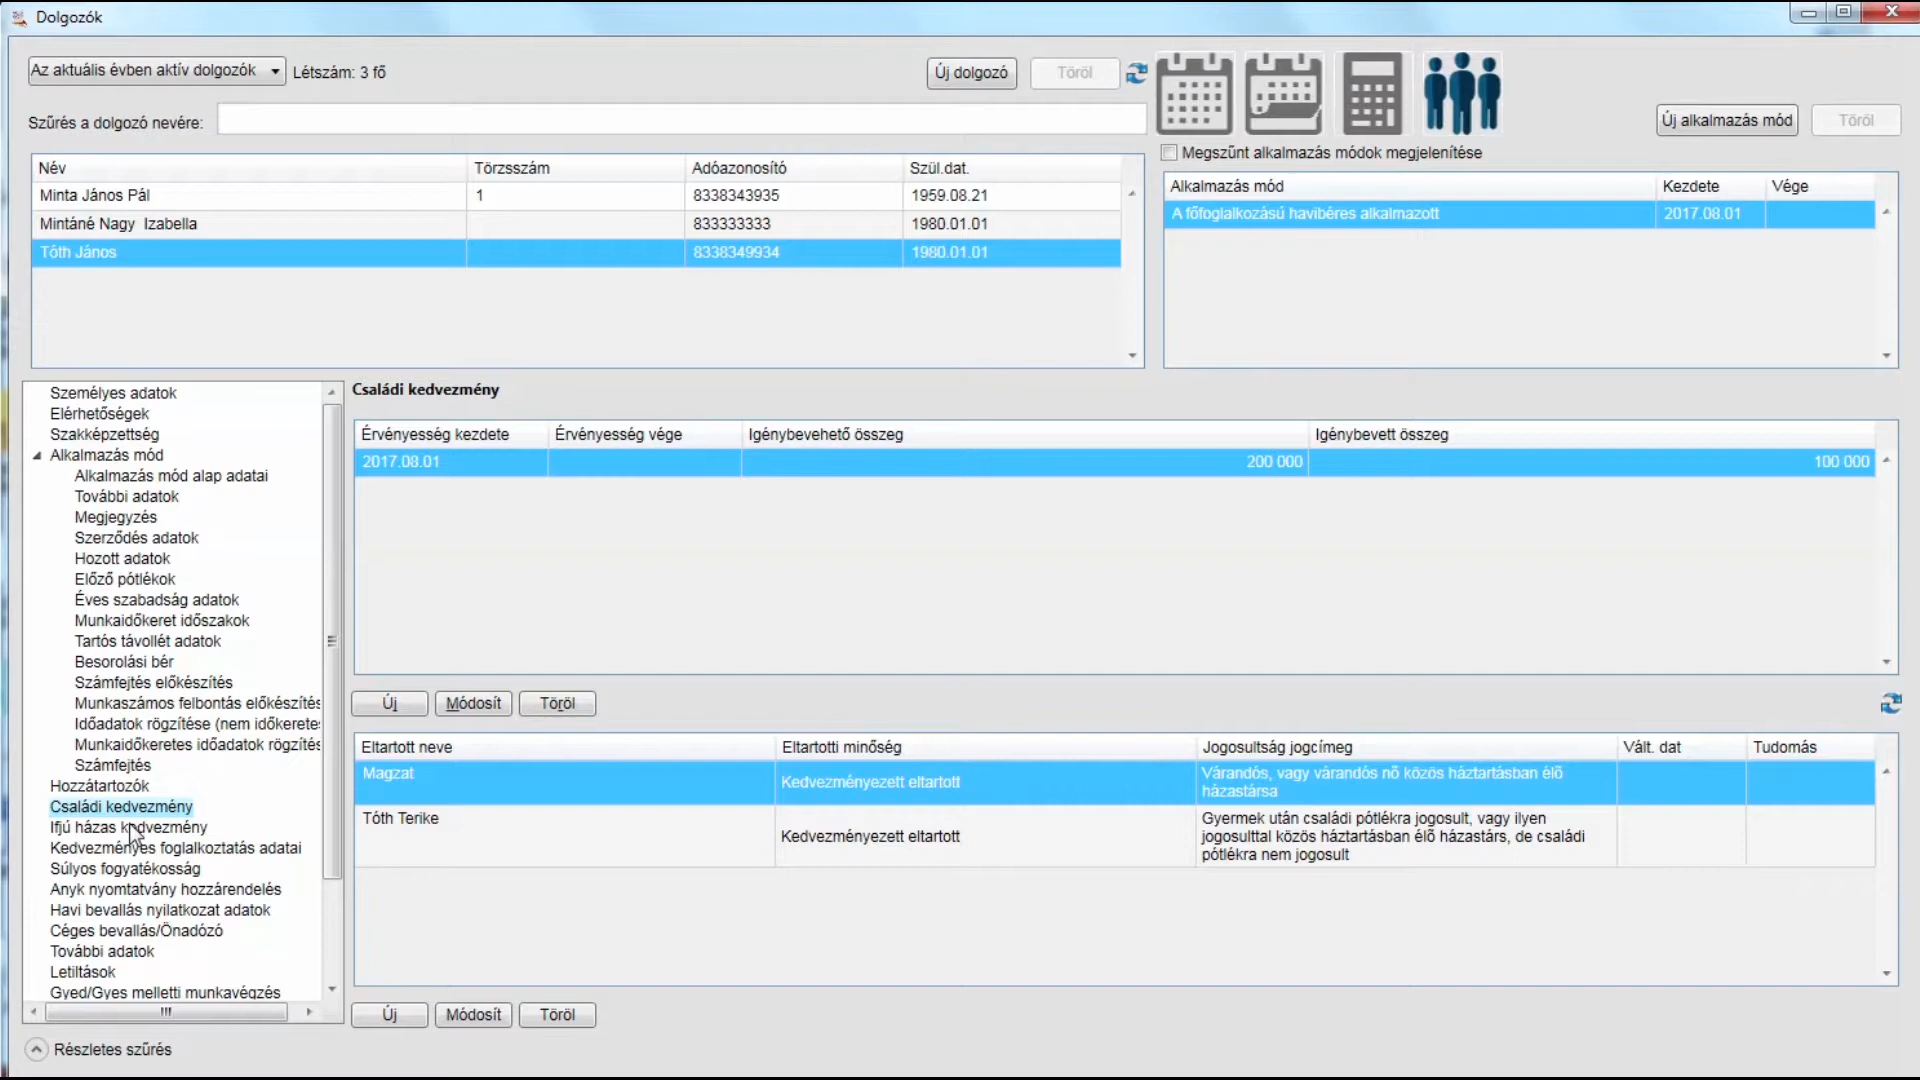 Dolgozók
Az aktuális évben aktív dolgozók
Létszám: 3 fő
Új dolgozó
Töröl
Szűrés a dolgozó nevére:
Új alkalmazás mód
Töröl
Megszűnt alkalmazás módok megjelenítése
Név Törzsszám Adóazonosító Szül.dat.
Minta János Pál 1 8338343935 1959.08.21
Mintáné Nagy Izabella 833333333 1980.01.01
Tóth János 8338349934 1980.01.01
Alkalmazás mód Kezdete Vége
A főfoglalkozású havibéres alkalmazott 2017.08.01
Személyes adatok
Elérhetőségek
Szakképzettség
Alkalmazás mód
Alkalmazás mód alap adatai
További adatok
Megjegyzés
Szerződés adatok
Hozott adatok
Előző pótlékok
Éves szabadság adatok
Munkaidőkeret időszakok
Tartós távollét adatok
Besorolási bér
Számfejtés előkészítés
Munkaszámos felbontás előkészítés
Időadatok rögzítése (nem időkeretes
Munkaidőkeretes időadatok rögzítés
Számfejtés
Hozzátartozók
Családi kedvezmény
Ifjú házas kedvezmény
Kedvezményes foglalkoztatás adatai
Súlyos fogyatékosság
Anyk nyomtatvány hozzárendelés
Havi bevallás nyilatkozat adatok
Céges bevallás/Önadózó
További adatok
Letiltások
Gyed/Gyes melletti munkavégzés
Részletes szűrés
Családi kedvezmény
Érvényesség kezdete Érvényesség vége Igénybevehető összeg Igénybevett összeg
2017.08.01 200 000 100 000
Új Módosít Töröl
Eltartott neve Eltartotti minőség Jogosultság jogcímeg Vált. dat Tudomás
Magzat Kedvezményezett eltartott Várandós, vagy várandós nő közös háztartásban élő
házastársa
Tóth Terike Kedvezményezett eltartott Gyermek után családi pótlékra jogosult, vagy ilyen
jogosulttal közös háztartásban élő házastárs, de családi
pótlékra nem jogosult
Új Módosít Töröl